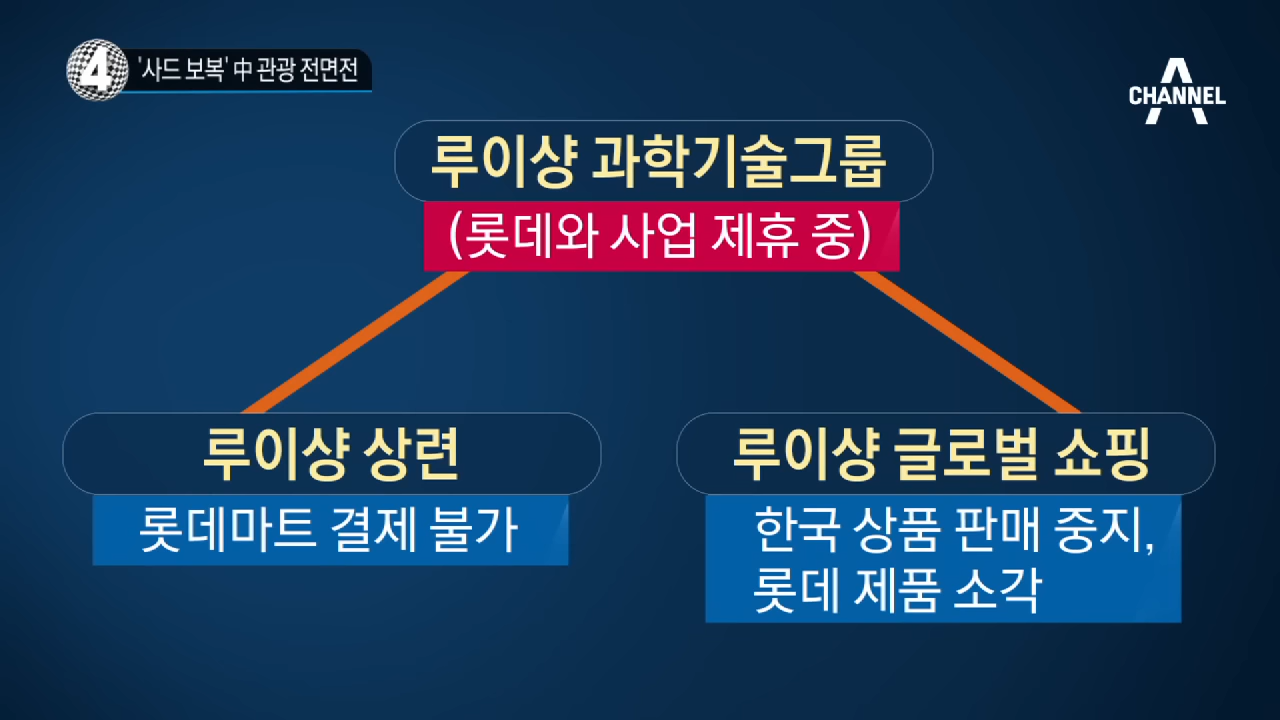 4 '사드 보복' 中 관광 전면전
CHANNEL A
루이샹 과학기술그룹
(롯데와 사업 제휴 중)
루이샹 상련
롯데마트 결제 불가
루이샹 글로벌 쇼핑
한국 상품 판매 중지,
롯데 제품 소각